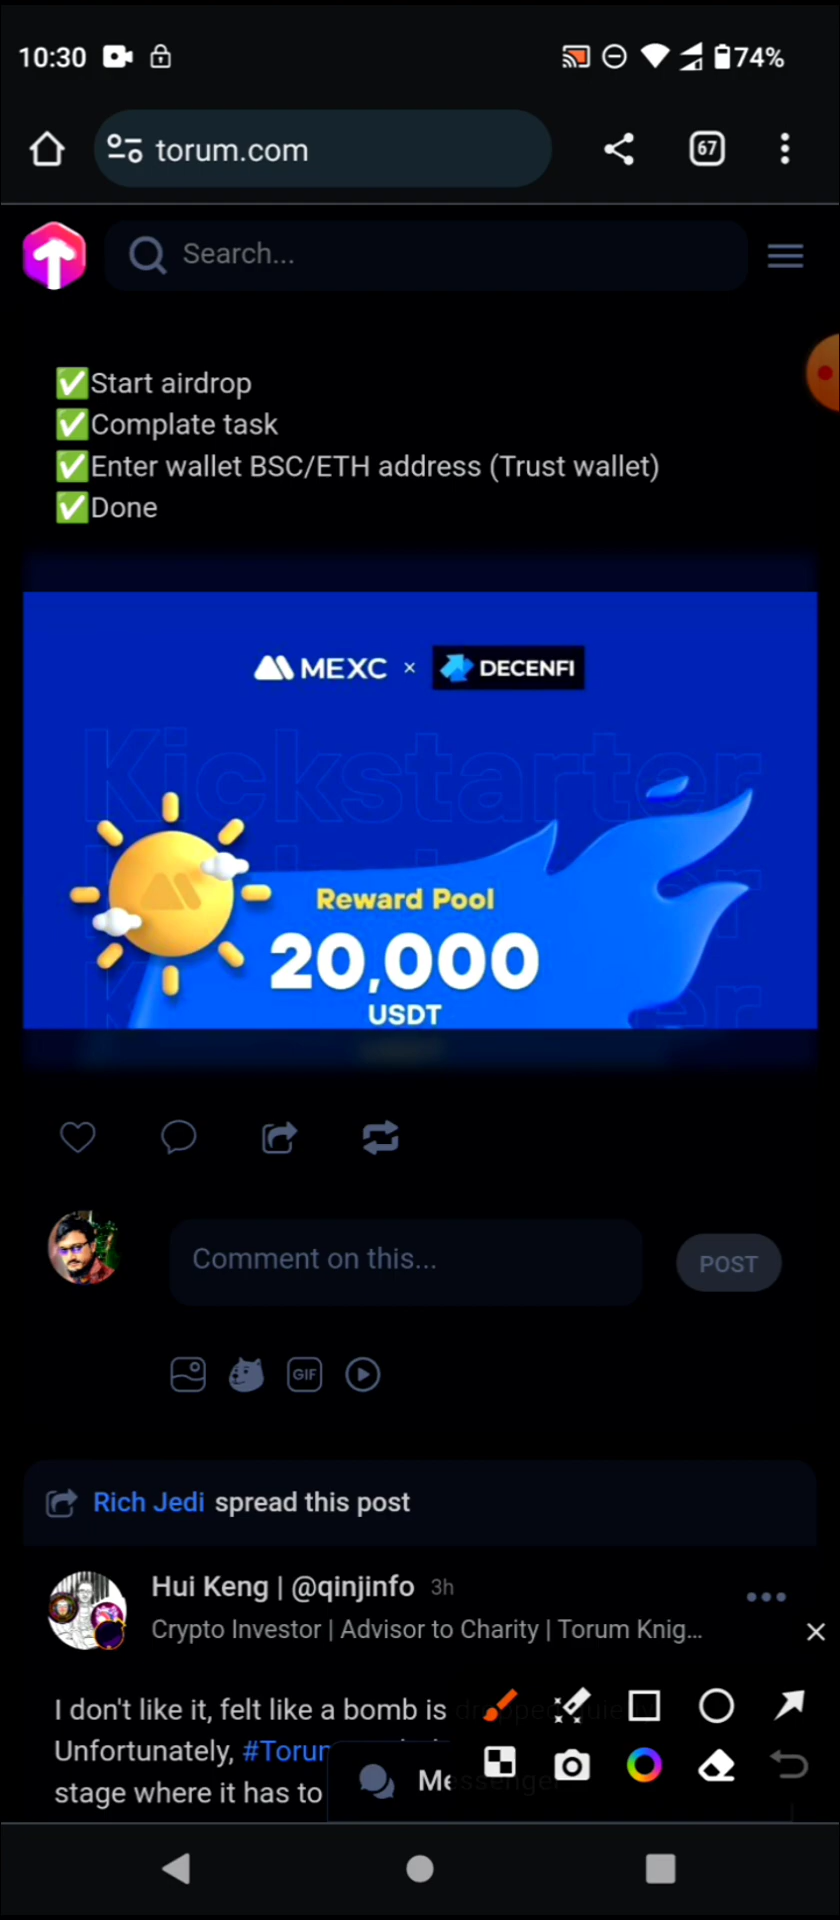 10:30
74%
torum.com
67
Search...
✅Start airdrop
✅Complate task
✅Enter wallet BSC/ETH address (Trust wallet)
✅Done
MEXC × DECENFI
Kickstarter
Reward Pool
20,000
USDT
Comment on this...
POST
GIF
Rich Jedi spread this post
Hui Keng | @qinjinfo 3h
Crypto Investor | Advisor to Charity | Torum Knig...
I don't like it, felt like a bomb is
Unfortunately,
stage where it has to